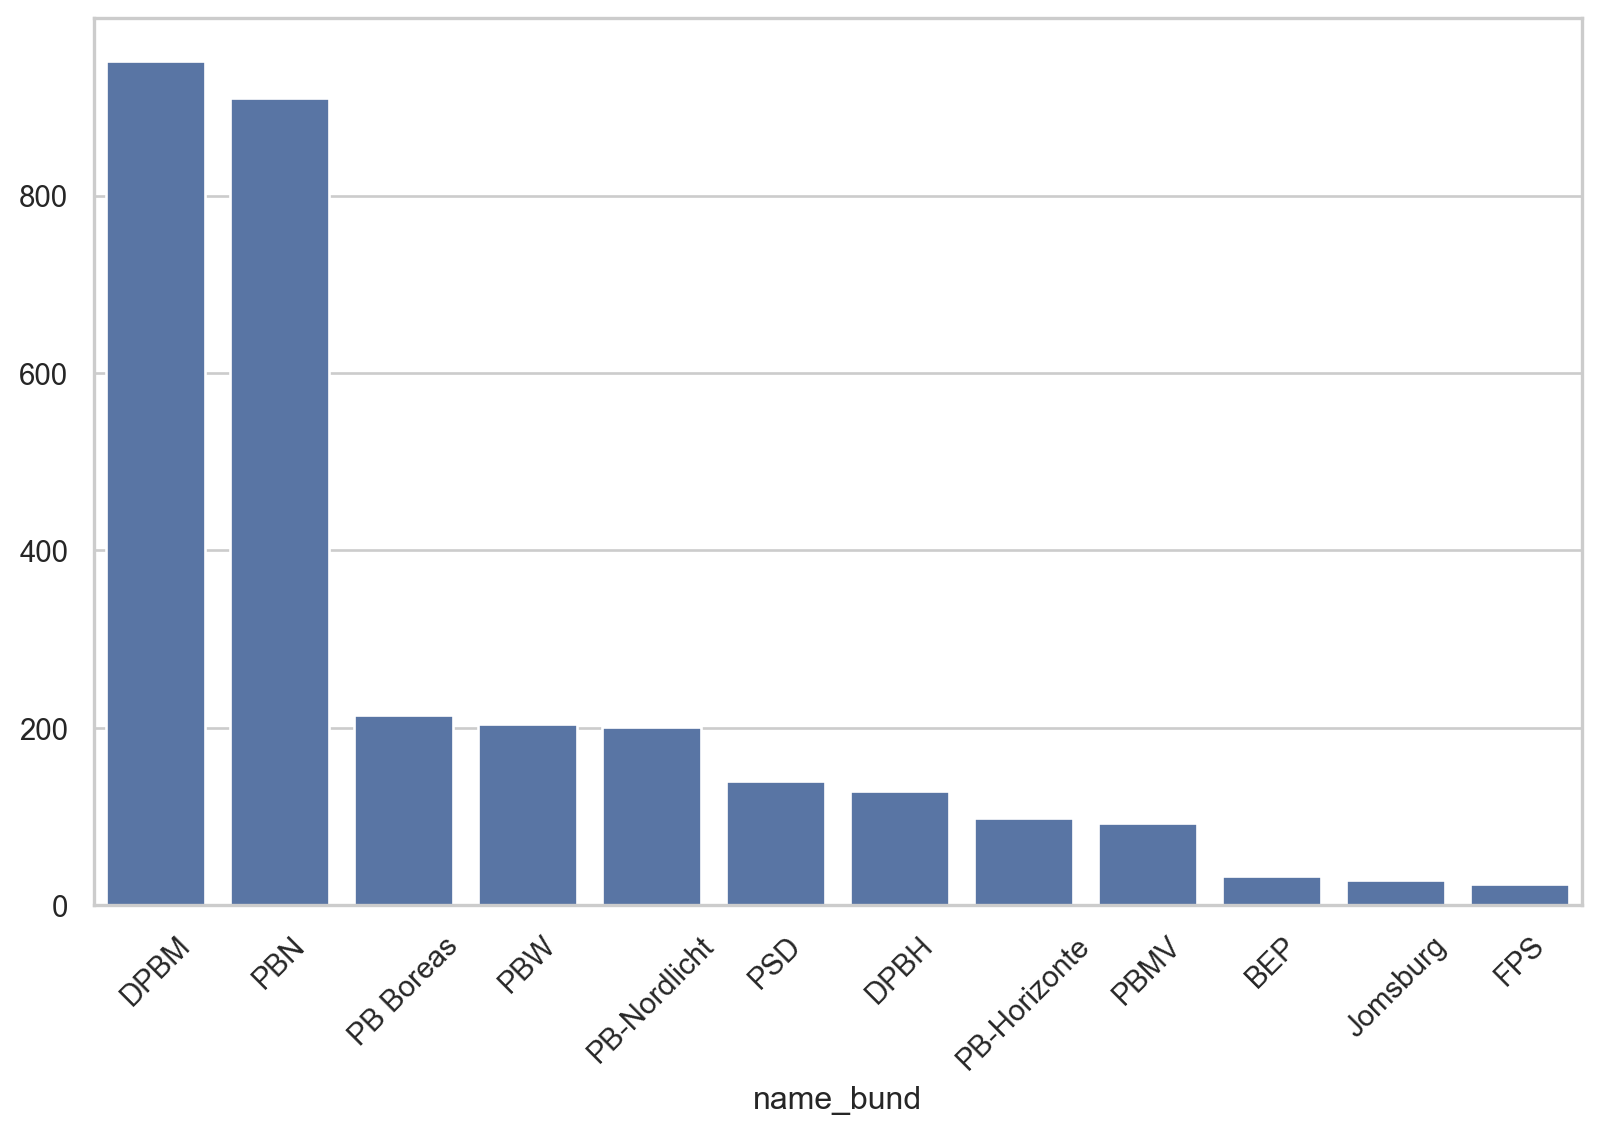 800
600
400
200
0
DPBM
PBN
PB Boreas
PBW
PB-Nordlicht
PSD
DPBH
PB-Horizonte
PBMV
BEP
Jomsburg
FPS
name_bund